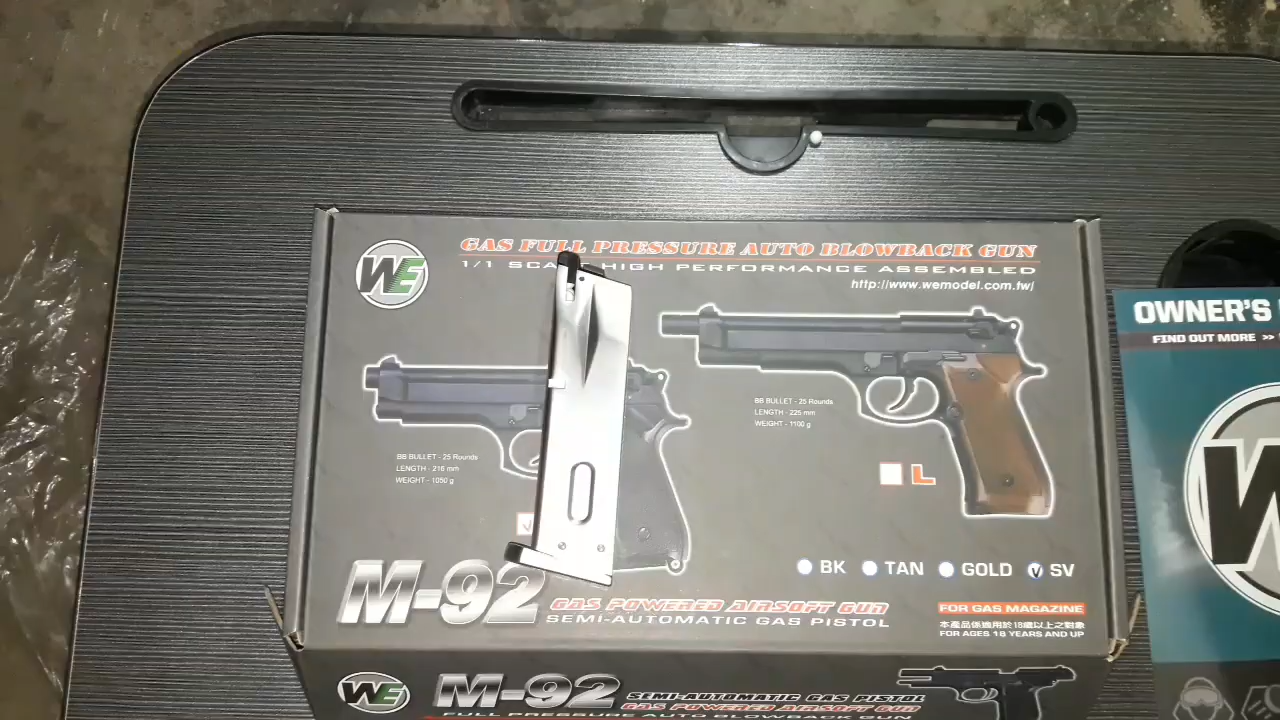 WE
GAS FULL PRESSURE AUTO BLOWBACK GUN
1/1 HIGH PERFORMANCE ASSEMBLED
http://www.wemodel.com.tw/
BB BULLET - 25 Rounds
LENGTH - 216 mm
WEIGHT - 1050 g
BB BULLET - 25 Rounds
LENGTH - 225 mm
WEIGHT - 1100 g
L
BK TAN GOLD SV
M-92
GAS POWERED AIRSOFT GUN
SEMI-AUTOMATIC GAS PISTOL
FOR GAS MAGAZINE
本產品係適用於18歲以上之對象
FOR AGES 18 YEARS AND UP
WE
M-92
SEMI-AUTOMATIC GAS PISTOL
GAS POWERED AIRSOFT GUN
FULL PRESSURE AUTO BLOWBACK GUN
OWNER'S
FIND OUT MORE >>
W